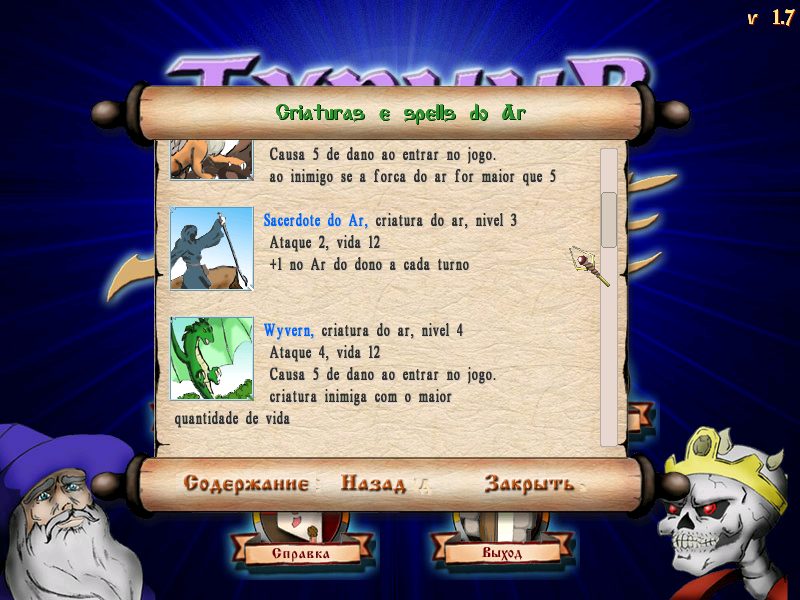 v 1.7
Турнир
Criaturas e spells do Ar
Causa 5 de dano ao entrar no jogo.
ao inimigo se a forca do ar for maior que 5
Sacerdote do Ar, criatura do ar, nivel 3
Ataque 2, vida 12
+1 no Ar do dono a cada turno
Wyvern, criatura do ar, nivel 4
Ataque 4, vida 12
Causa 5 de dano ao entrar no jogo.
criatura inimiga com o maior
quantidade de vida
Содержание Назад Закрыть
Справка Выход